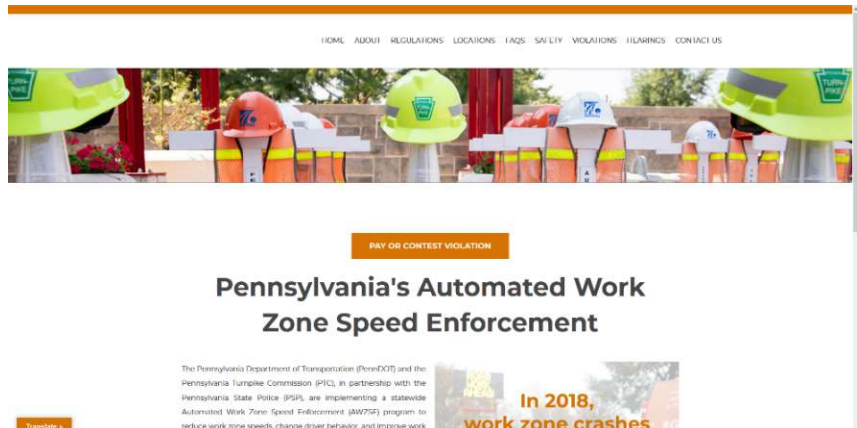 HOME ABOUT REGULATIONS LOCATIONS FAQS SAFETY VIOLATIONS HEARINGS CONTACT US
TURN-
PIKE
TURN
PIKE
PAY OR CONTEST VIOLATION
Pennsylvania's Automated Work
Zone Speed Enforcement
The Pennsylvania Department of Transportation (PennDOT) and the
Pennsylvania Turnpike Commission (PTC), in partnership with the
Pennsylvania State Police (PSP), are implementing a statewide
Automated Work Zone Speed Enforcement (AWZSE) program to
reduce work zone speeds, change driver behavior, and improve work
In 2018,
work zone crashes
Translate »